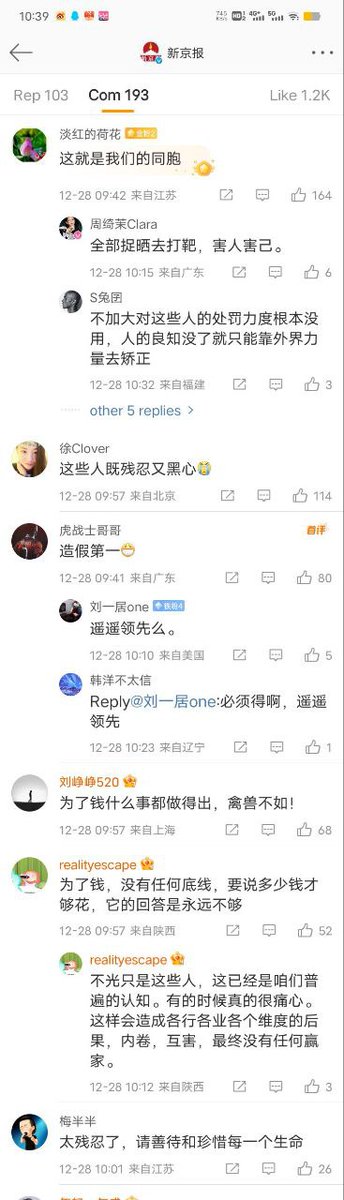 10:39
新京报
Rep 103 Com 193 Like 1.2K
淡红的荷花
这就是我们的同胞
12-28 09:42 来自江苏 164
周绮茉Clara
全部捉晒去打靶，害人害己。
12-28 10:15 来自广东 6
S兔囝
不加大对这些人的处罚力度根本没
用，人的良知没了就只能靠外界力
量去矫正
12-28 10:32 来自福建 3
other 5 replies >
徐Clover
这些人既残忍又黑心😭
12-28 09:57 来自北京 114
虎战士哥哥 首评
造假第一😷
12-28 09:41 来自广东 80
刘一居one 铁粉4
遥遥领先么。
12-28 10:10 来自美国 5
韩洋不太信
Reply@刘一居one:必须得啊，遥遥
领先
12-28 10:23 来自辽宁 1
刘峥峥520
为了钱什么事都做得出，禽兽不如！
12-28 09:57 来自上海 68
realityescape
为了钱，没有任何底线，要说多少钱才
够花，它的回答是永远不够
12-28 09:57 来自陕西 52
realityescape
不光只是这些人，这已经是咱们普
遍的认知。有的时候真的很痛心。
这样会造成各行各业各个维度的后
果，内卷，互害，最终没有任何赢
家。
12-28 10:12 来自陕西 3
梅半半
太残忍了，请善待和珍惜每一个生命
12-28 10:01 来自江苏 26